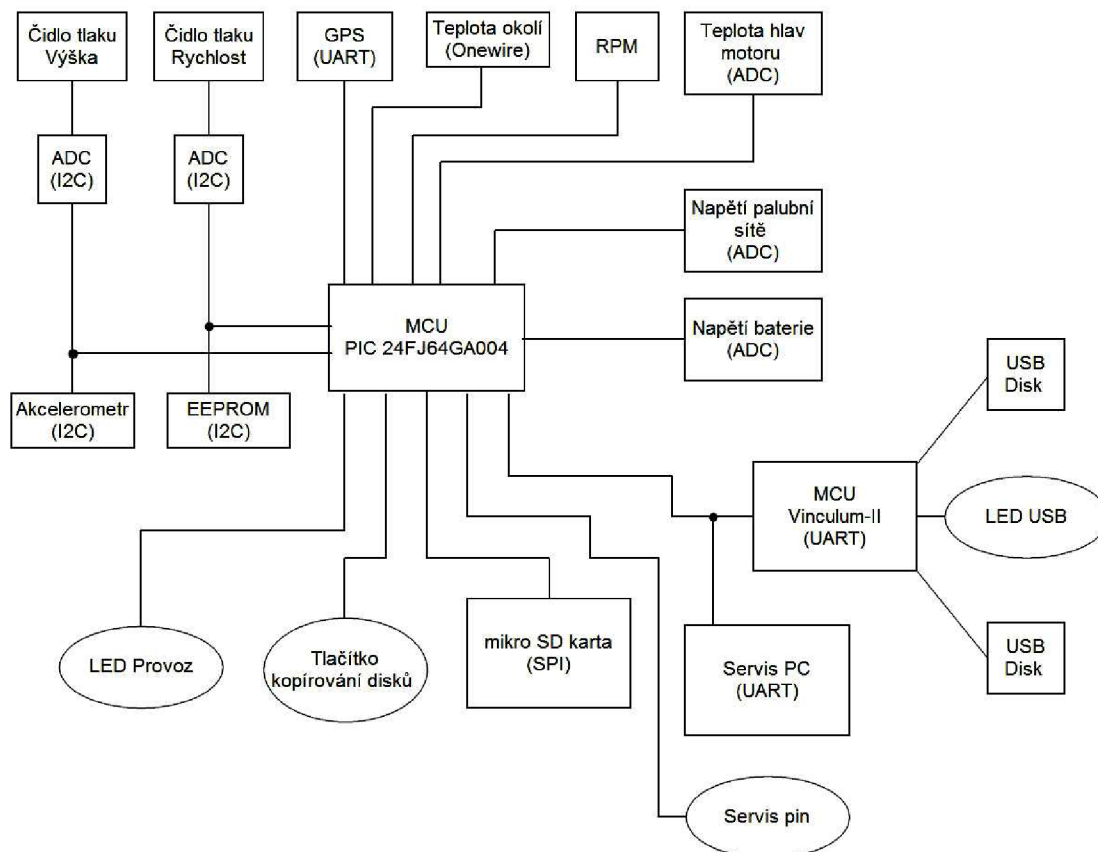 Čidlo tlaku
Výška
Čidlo tlaku
Rychlost
GPS
(UART)
Teplota okolí
(Onewire)
RPM
Teplota hlav
motoru
(ADC)
ADC
(I2C)
ADC
(I2C)
Napětí palubní
sítě
(ADC)
MCU
PIC 24FJ64GA004
Napětí baterie
(ADC)
USB
Disk
Akcelerometr
(I2C)
EEPROM
(I2C)
MCU
Vinculum-II
(UART)
LED USB
LED Provoz
Tlačítko
kopírování disků
mikro SD karta
(SPI)
Servis PC
(UART)
USB
Disk
Servis pin